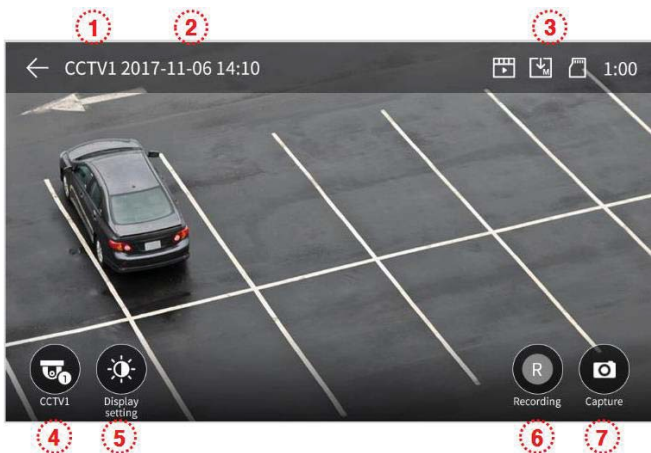 1 2 3
CCTV1 2017-11-06 14:10 M 1:00
1 R
CCTV1 Display Recording Capture
setting
4 5 6 7